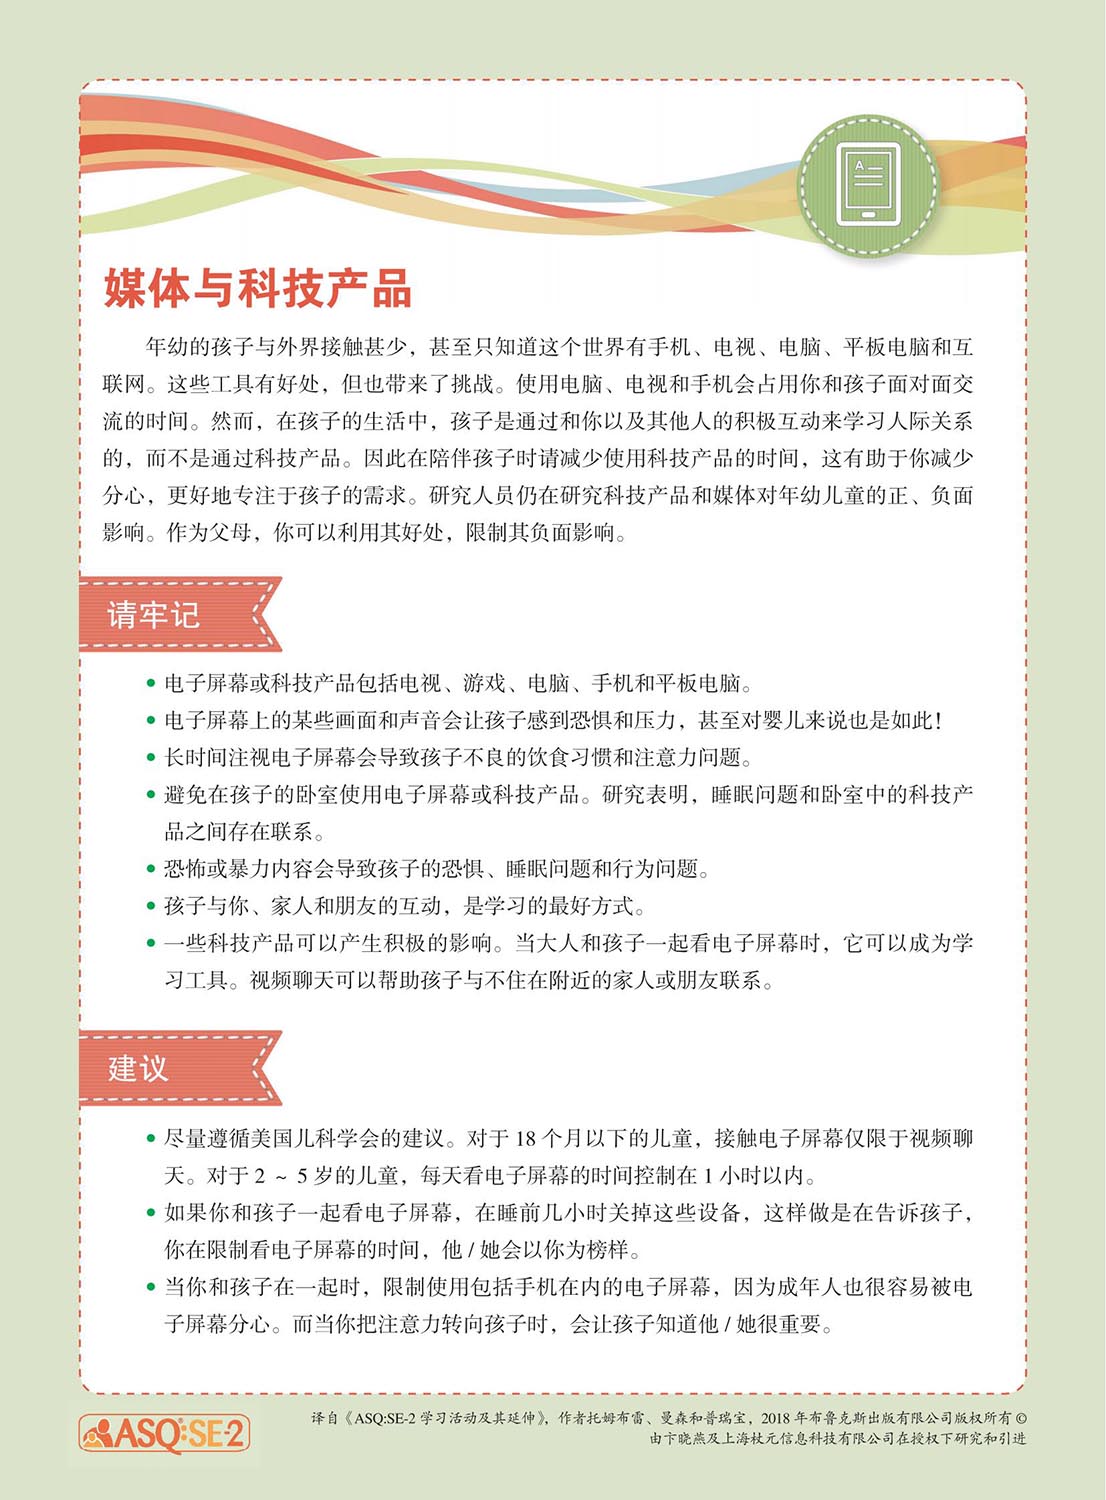 A
媒体与科技产品
年幼的孩子与外界接触甚少，甚至只知道这个世界有手机、电视、电脑、平板电脑和互
联网。这些工具有好处，但也带来了挑战。使用电脑、电视和手机会占用你和孩子面对面交
流的时间。然而，在孩子的生活中，孩子是通过和你以及其他人的积极互动来学习人际关系
的，而不是通过科技产品。因此在陪伴孩子时请减少使用科技产品的时间，这有助于你减少
分心，更好地专注于孩子的需求。研究人员仍在研究科技产品和媒体对年幼儿童的正、负面
影响。作为父母，你可以利用其好处，限制其负面影响。
请牢记
• 电子屏幕或科技产品包括电视、游戏、电脑、手机和平板电脑。
• 电子屏幕上的某些画面和声音会让孩子感到恐惧和压力，甚至对婴儿来说也是如此！
• 长时间注视电子屏幕会导致孩子不良的饮食习惯和注意力问题。
• 避免在孩子的卧室使用电子屏幕或科技产品。研究表明，睡眠问题和卧室中的科技产
品之间存在联系。
• 恐怖或暴力内容会导致孩子的恐惧、睡眠问题和行为问题。
• 孩子与你、家人和朋友的互动，是学习的最好方式。
• 一些科技产品可以产生积极的影响。当大人和孩子一起看电子屏幕时，它可以成为学
习工具。视频聊天可以帮助孩子与不住在附近的家人或朋友联系。
建议
• 尽量遵循美国儿科学会的建议。对于 18 个月以下的儿童，接触电子屏幕仅限于视频聊
天。对于 2 ~ 5 岁的儿童，每天看电子屏幕的时间控制在 1 小时以内。
• 如果你和孩子一起看电子屏幕，在睡前几小时关掉这些设备，这样做是在告诉孩子，
你在限制看电子屏幕的时间，他 / 她会以你为榜样。
• 当你和孩子在一起时，限制使用包括手机在内的电子屏幕，因为成年人也很容易被电
子屏幕分心。而当你把注意力转向孩子时，会让孩子知道他 / 她很重要。
ASQ:SE-2
译自《ASQ:SE-2 学习活动及其延伸》，作者托姆布雷、曼森和普瑞宝，2018 年布鲁克斯出版有限公司版权所有 ©
由卞晓燕及上海杖元信息科技有限公司在授权下研究和引进